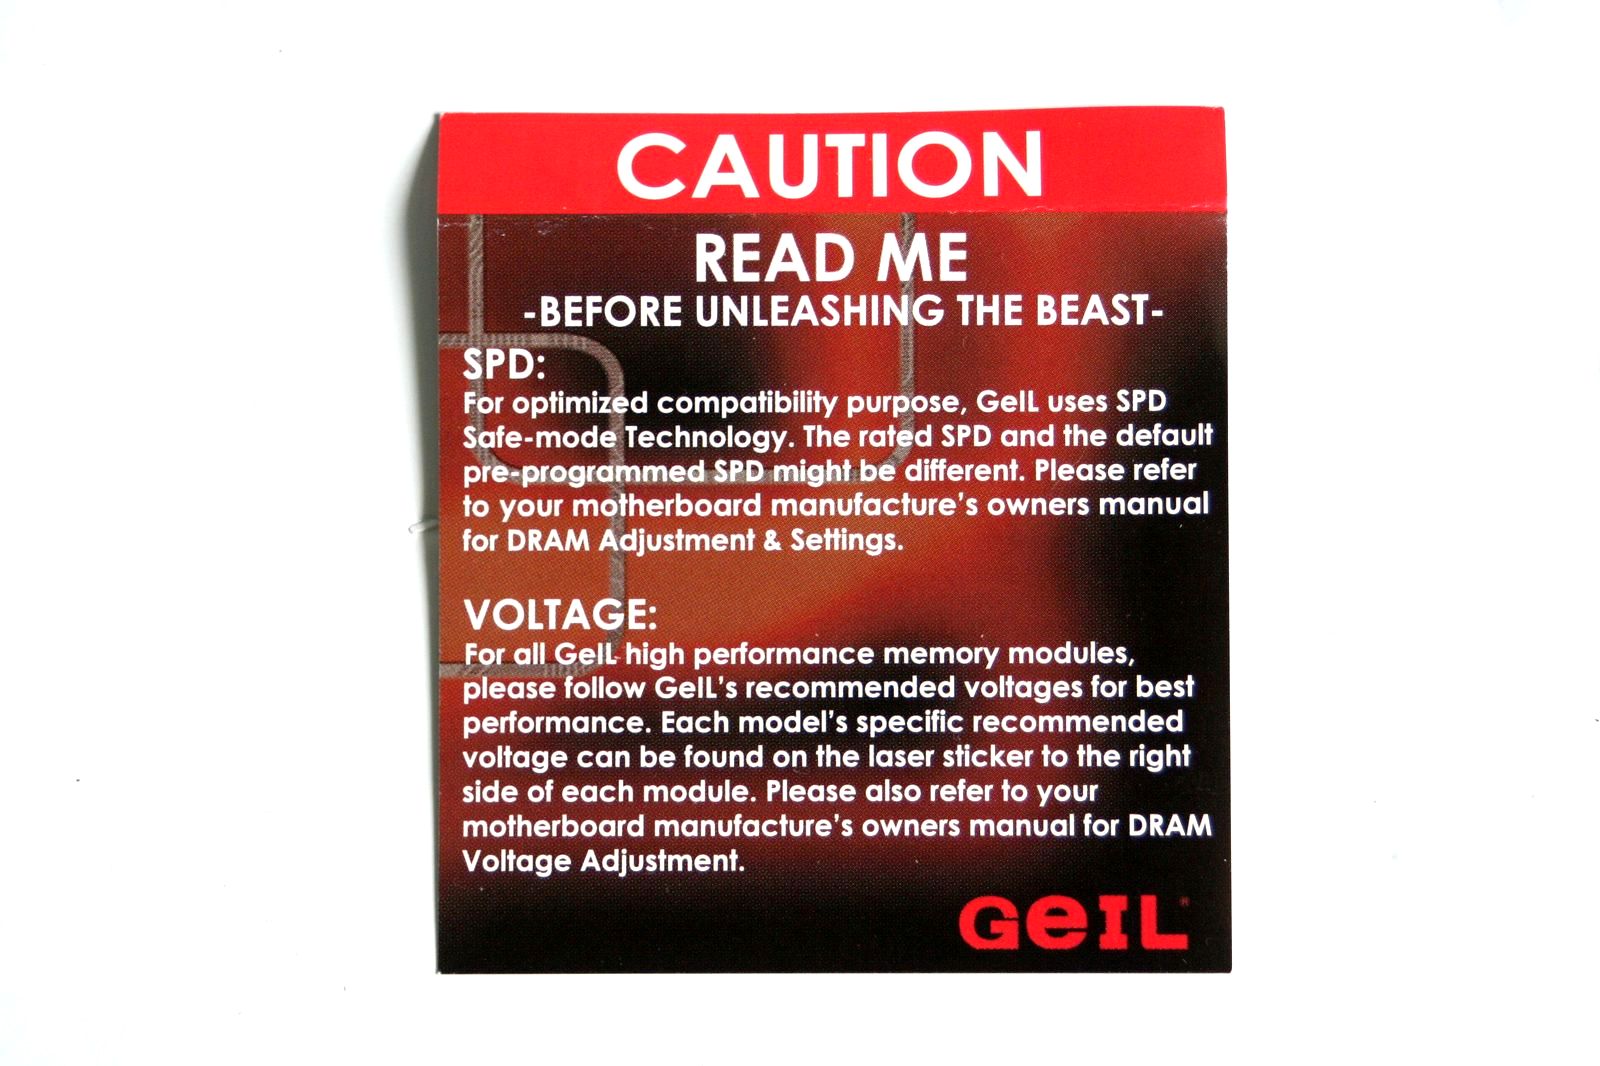 CAUTION
READ ME
-BEFORE UNLEASHING THE BEAST-
SPD:
For optimized compatibility purpose, GeIL uses SPD
Safe-mode Technology. The rated SPD and the default
pre-programmed SPD might be different. Please refer
to your motherboard manufacture's owners manual
for DRAM Adjustment & Settings.
VOLTAGE:
For all GeIL high performance memory modules,
please follow GeIL's recommended voltages for best
performance. Each model's specific recommended
voltage can be found on the laser sticker to the right
side of each module. Please also refer to your
motherboard manufacture's owners manual for DRAM
Voltage Adjustment.
GeIL®